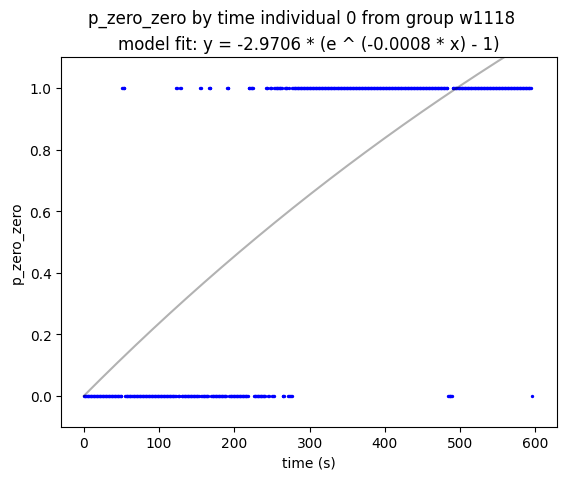 p_zero_zero by time individual 0 from group w1118
model fit: y = -2.9706 * (e ^ (-0.0008 * x) - 1)
1.0
0.8
0.6
0.4
0.2
0.0
p_zero_zero
0 100 200 300 400 500 600
time (s)